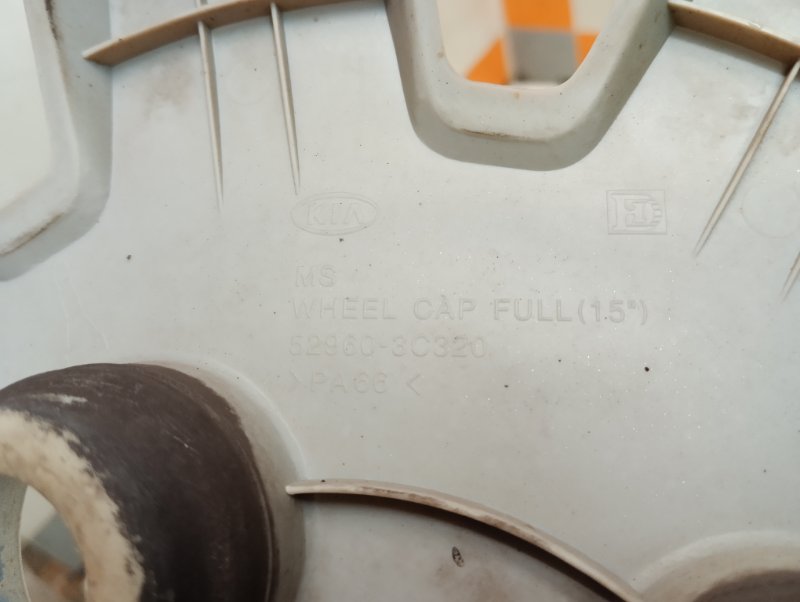 KIA
MS
WHEEL CAP FULL (15")
52960-3C320
>PA66<